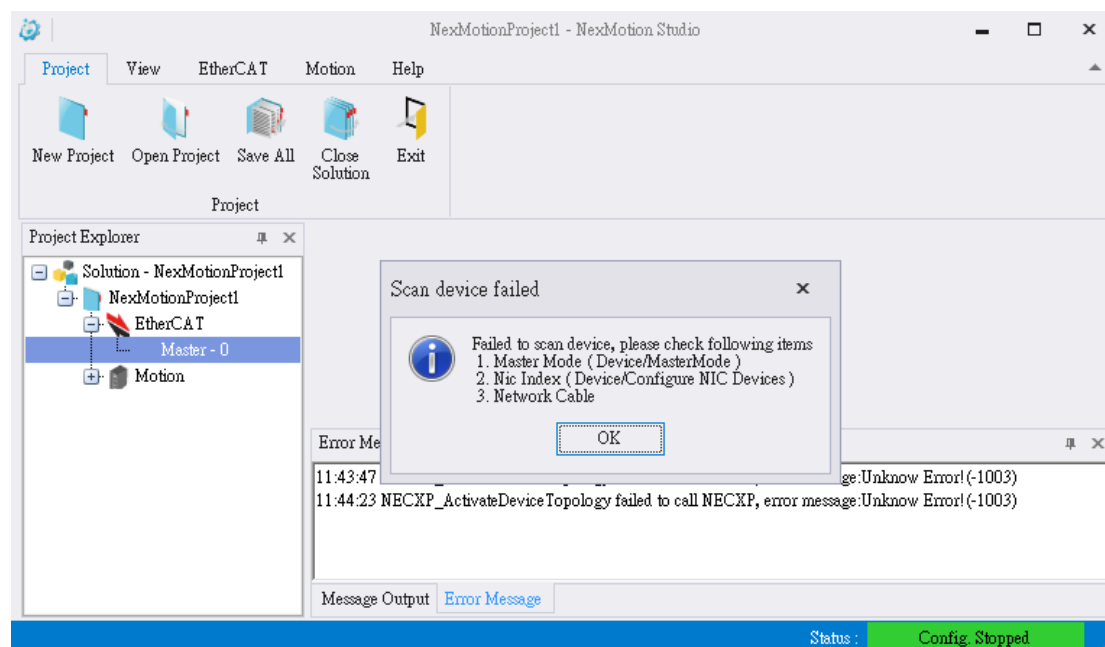 NexMotionProject1 - NexMotion Studio
Project View EtherCAT Motion Help
New Project Open Project Save All Close Solution Exit
Project
Project Explorer
Solution - NexMotionProject1
NexMotionProject1
EtherCAT
Master - 0
Motion
Scan device failed
Failed to scan device, please check following items
1. Master Mode ( Device/MasterMode )
2. Nic Index ( Device/Configure NIC Devices )
3. Network Cable
OK
Error Me
11:43:47 ge:Unknow Error! (-1003)
11:44:23 NECXP_ActivateDeviceTopology failed to call NECXP, error message:Unknow Error! (-1003)
Message Output Error Message
Status : Config. Stopped